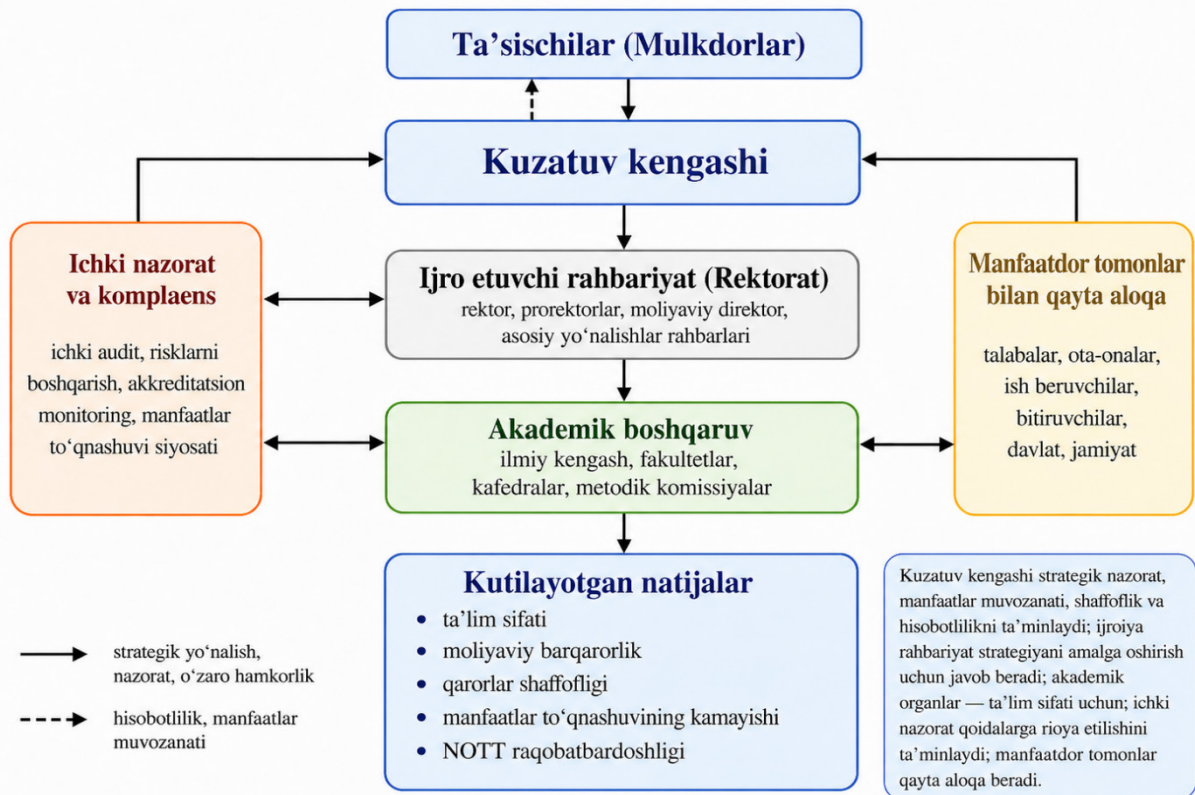 Ta’sischilar (Mulkdorlar)
Kuzatuv kengashi
Ichki nazorat
va komplaens
ichki audit, risklarni
boshqarish, akkreditatsion
monitoring, manfaatlar
to‘qnashuvi siyosati
Ijro etuvchi rahbariyat (Rektorat)
rektor, prorektorlar, moliyaviy direktor,
asosiy yo‘nalishlar rahbarlari
Manfaatdor tomonlar
bilan qayta aloqa
talabalar, ota-onalar,
ish beruvchilar,
bitiruvchilar,
davlat, jamiyat
Akademik boshqaruv
ilmiy kengash, fakultetlar,
kafedralar, metodik komissiyalar
Kutilayotgan natijalar
• ta’lim sifati
• moliyaviy barqarorlik
• qarorlar shaffofligi
• manfaatlar to‘qnashuvining kamayishi
• NOTT raqobatbardoshligi
strategik yo‘nalish,
nazorat, o‘zaro hamkorlik
hisobotlilik, manfaatlar
muvozanati
Kuzatuv kengashi strategik nazorat,
manfaatlar muvozanati, shaffoflik va
hisobotlilikni ta’minlaydi; ijroiya
rahbariyat strategiyani amalga oshirish
uchun javob beradi; akademik
organlar — ta’lim sifati uchun; ichki
nazorat qoidalarga rioya etilishini
ta’minlaydi; manfaatdor tomonlar
qayta aloqa beradi.